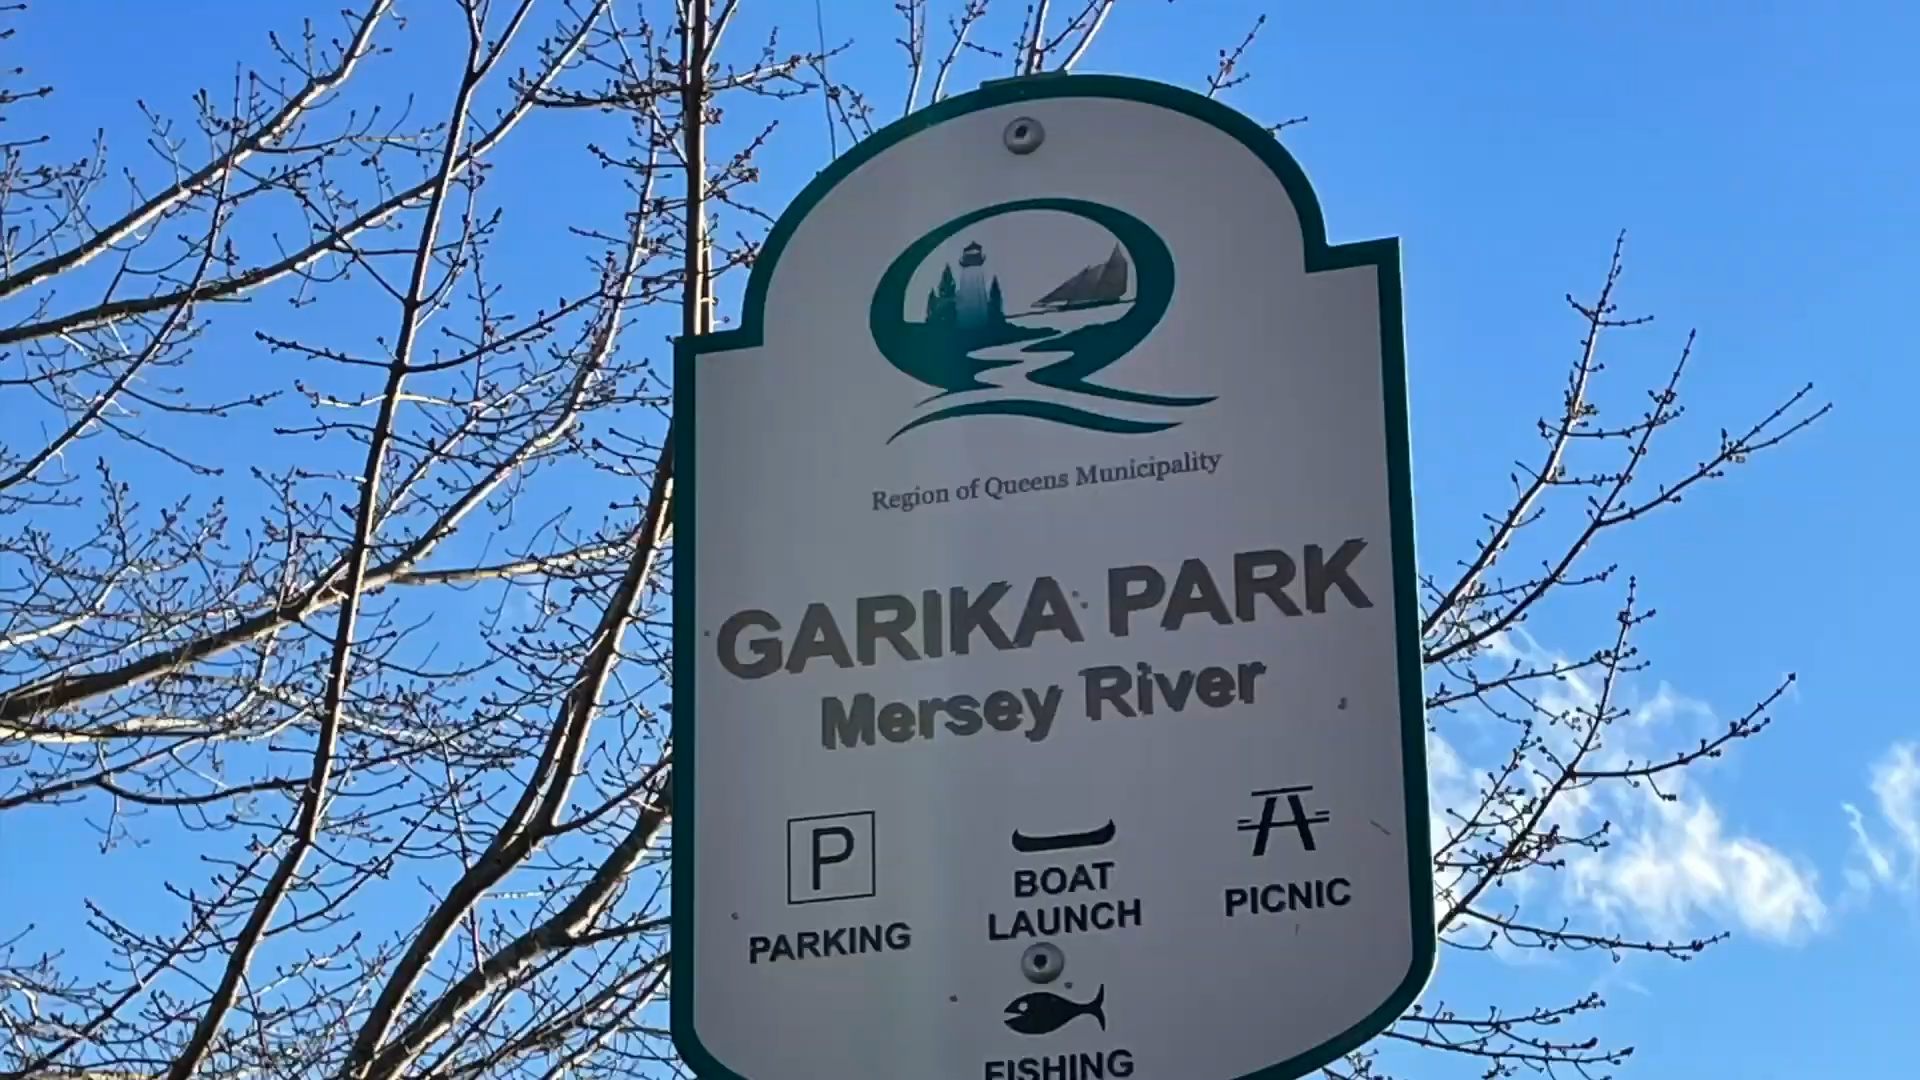 Region of Queens Municipality
GARIKA PARK
Mersey River
P
PARKING
BOAT
LAUNCH
PICNIC
FISHING